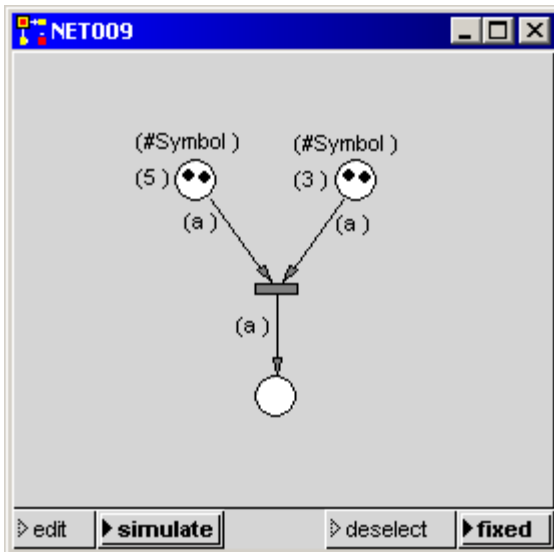 NET009
(#Symbol ) (#Symbol )
(5 ) (3 )
(a ) (a )
(a )
edit simulate deselect fixed